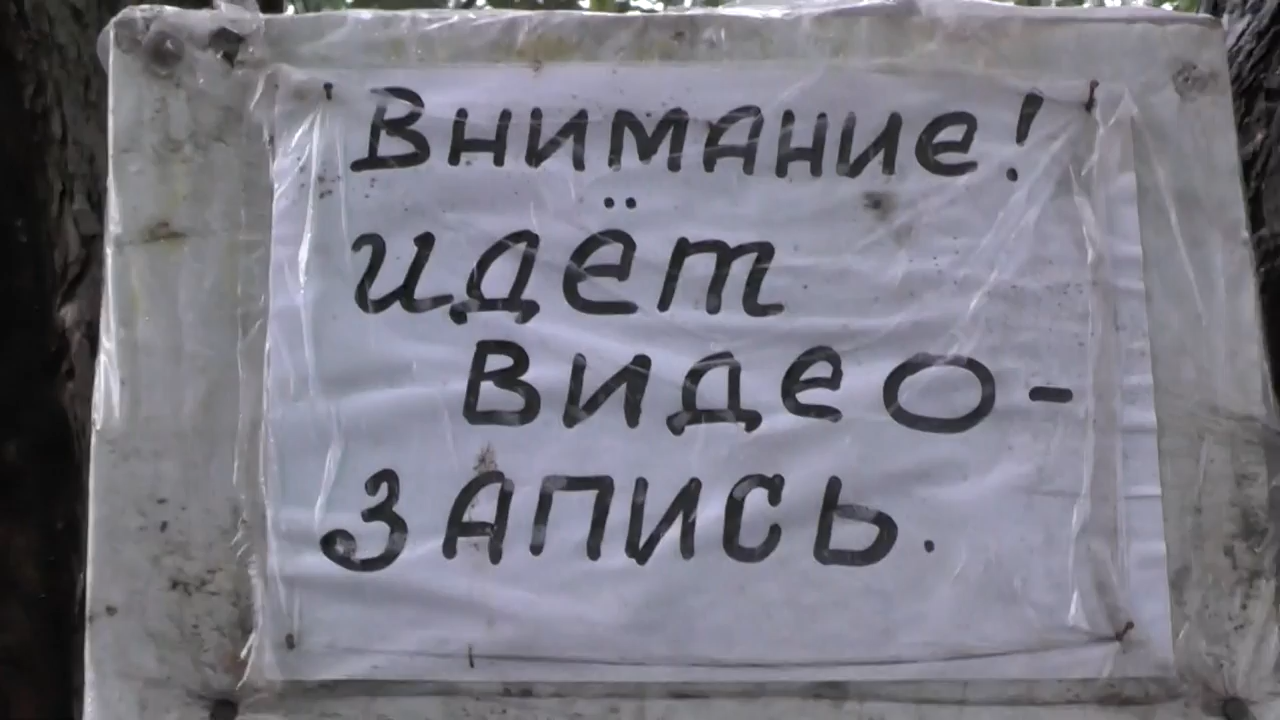 Внимание!
идёт
видео-
запись.